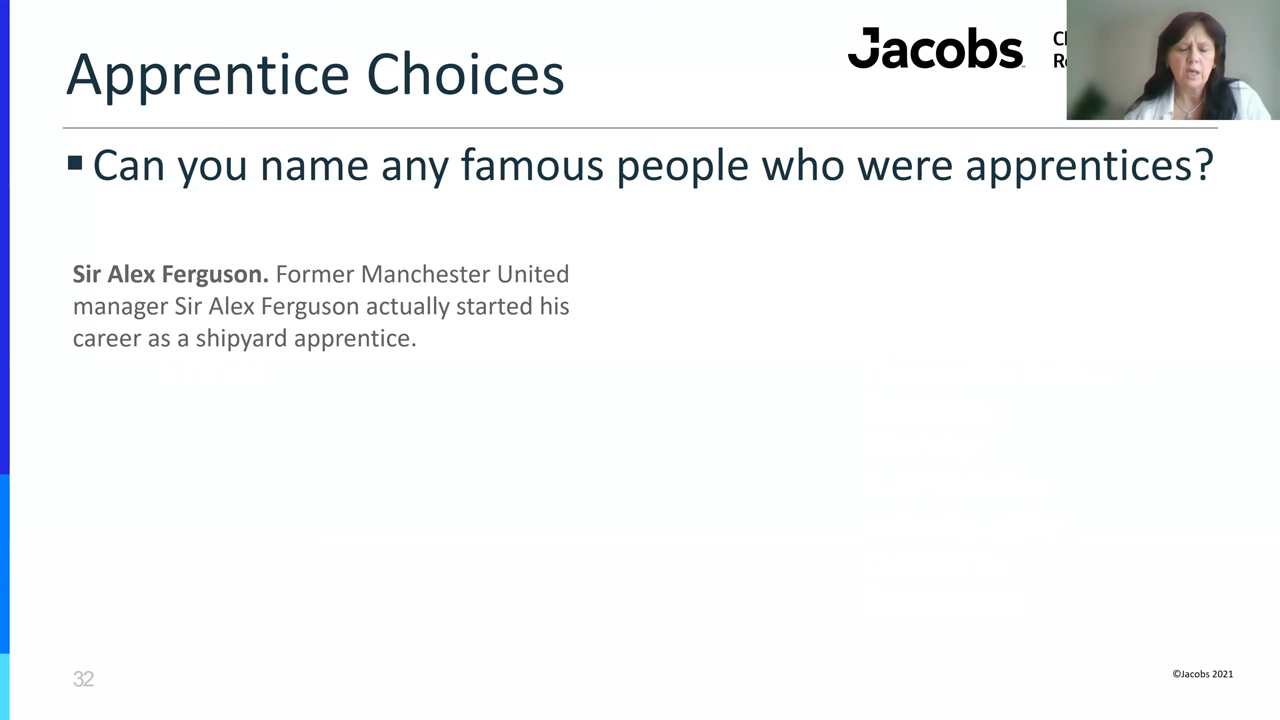 Apprentice Choices
Jacobs
▪ Can you name any famous people who were apprentices?
Sir Alex Ferguson. Former Manchester United
manager Sir Alex Ferguson actually started his
career as a shipyard apprentice.
32
©Jacobs 2021